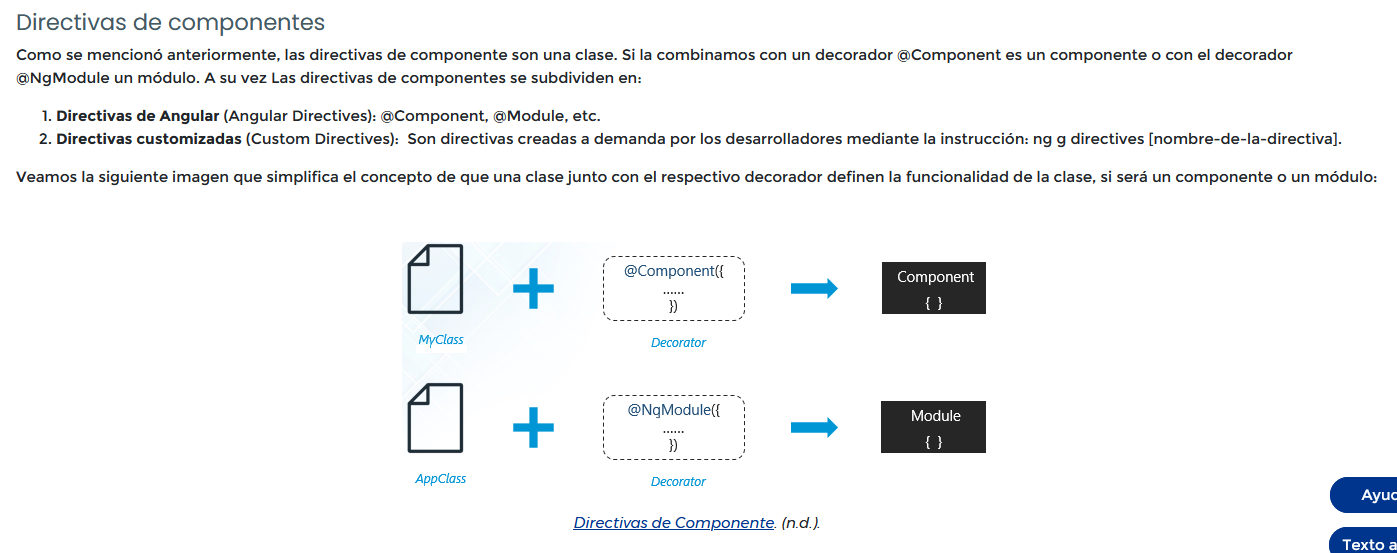 Directivas de componentes
Como se mencionó anteriormente, las directivas de componente son una clase. Si la combinamos con un decorador @Component es un componente o con el decorador
@NgModule un módulo. A su vez Las directivas de componentes se subdividen en:
1. Directivas de Angular (Angular Directives): @Component, @Module, etc.
2. Directivas customizadas (Custom Directives):  Son directivas creadas a demanda por los desarrolladores mediante la instrucción: ng g directives [nombre-de-la-directiva].
Veamos la siguiente imagen que simplifica el concepto de que una clase junto con el respectivo decorador definen la funcionalidad de la clase, si será un componente o un módulo:
@Component({
......
})
Component
{ }
MyClass
Decorator
@NgModule({
......
})
Module
{ }
AppClass
Decorator
Directivas de Componente. (n.d.).
Ayuc
Texto a